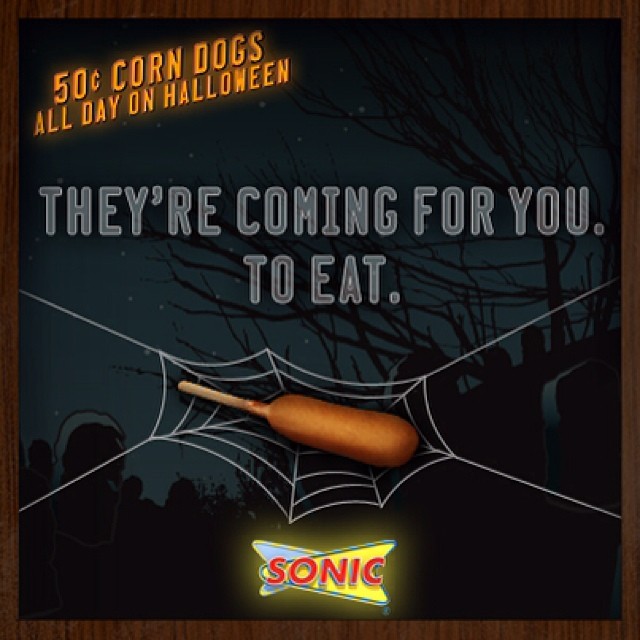 50¢ CORN DOGS
ALL DAY ON HALLOWEEN
THEY'RE COMING FOR YOU.
TO EAT.
SONIC